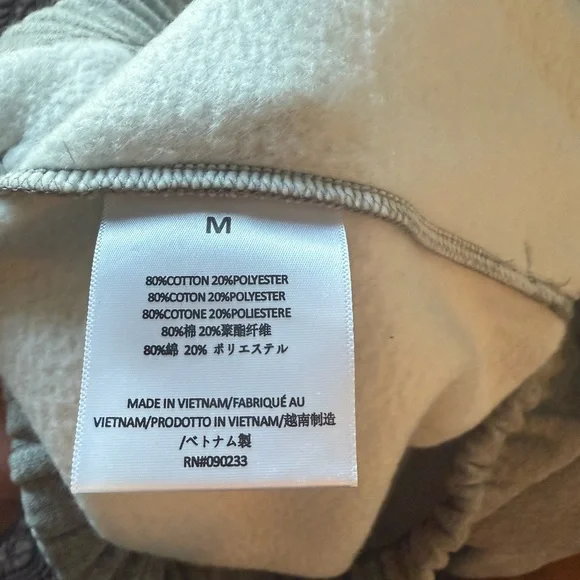 M
80%COTTON 20%POLYESTER
80%COTON 20%POLYESTER
80%COTONE 20%POLIESTERE
80%棉 20%聚酯纤维
80%綿 20% ポリエステル
MADE IN VIETNAM/FABRIQUÉ AU
VIETNAM/PRODOTTO IN VIETNAM/越南制造
/ベトナム製
RN#090233